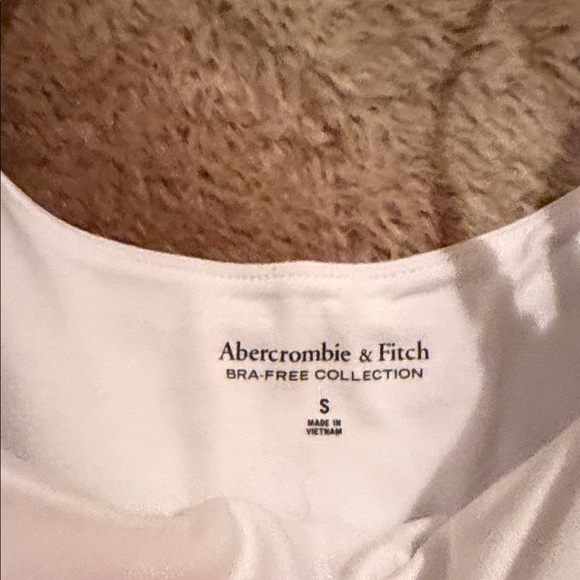 Abercrombie & Fitch
BRA-FREE COLLECTION
S
MADE IN
VIETNAM